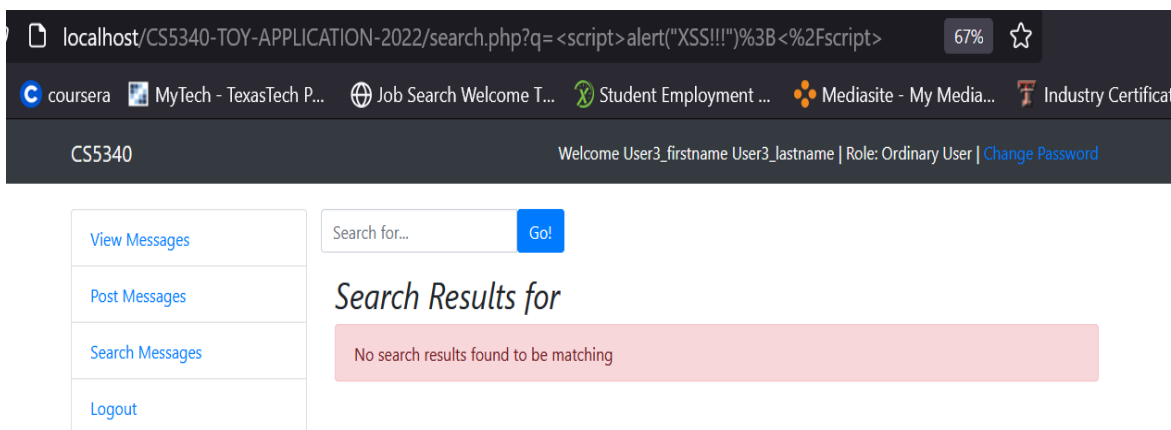 localhost/CS5340-TOY-APPLICATION-2022/search.php?q=<script>alert("XSS!!!")%3B<%2Fscript> 67%
coursera MyTech - TexasTech P... Job Search Welcome T... Student Employment ... Mediasite - My Media... Industry Certificat
CS5340 Welcome User3_firstname User3_lastname | Role: Ordinary User | Change Password
View Messages
Post Messages
Search Messages
Logout
Search for... Go!
Search Results for
No search results found to be matching